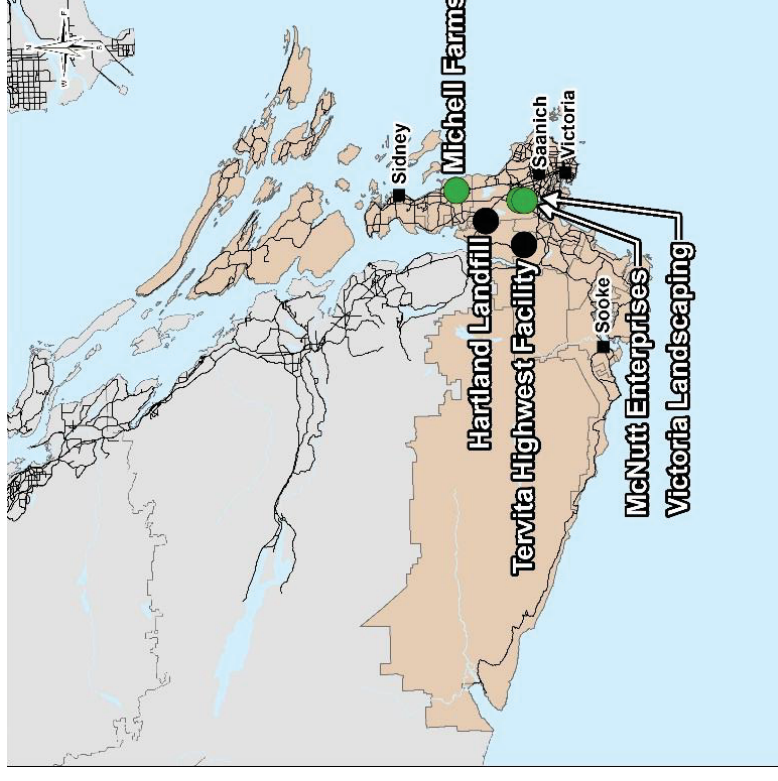 Michell Farms
Sidney
Hartland Landfill
Saanich
Victoria
Tervita Highwest Facility
Sooke
McNutt Enterprises
Victoria Landscaping